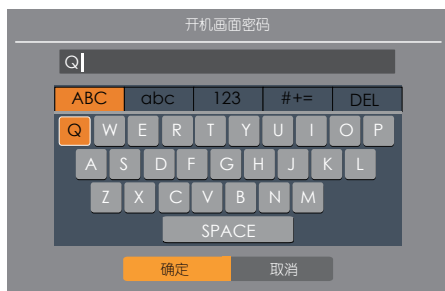 开机画面密码
Q
ABC abc 123 #+= DEL
Q W E R T Y U I O P
A S D F G H J K L
Z X C V B N M
SPACE
确定 取消